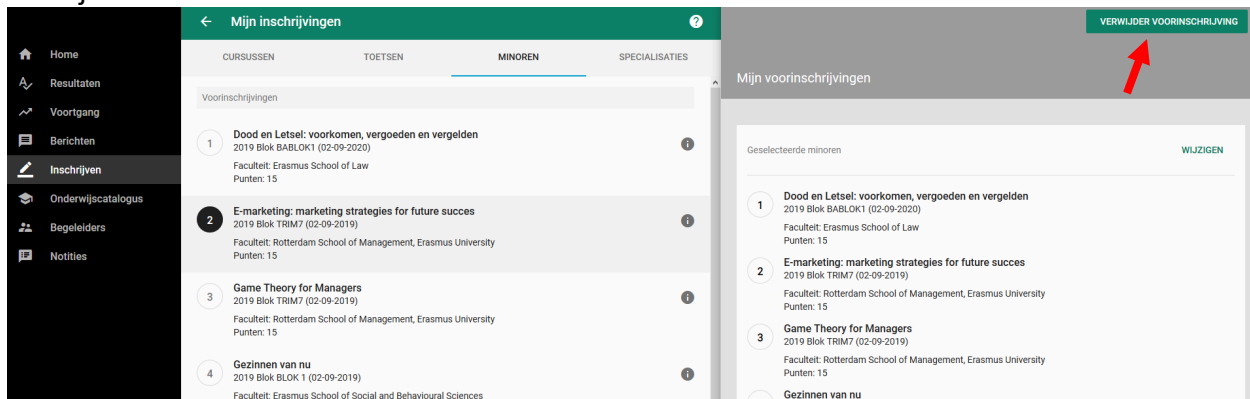 Home
Resultaten
Voortgang
Berichten
Inschrijven
Onderwijscatalogus
Begeleiders
Notities
Mijn inschrijvingen
?
CURSUSSEN
TOETSEN
MINOREN
SPECIALISATIES
Voorinschrijvingen
1
Dood en Letsel: voorkomen, vergoeden en vergelden
2019 Blok BABLOK1 (02-09-2020)
Faculteit: Erasmus School of Law
Punten: 15
2
E-marketing: marketing strategies for future succes
2019 Blok TRIM7 (02-09-2019)
Faculteit: Rotterdam School of Management, Erasmus University
Punten: 15
3
Game Theory for Managers
2019 Blok TRIM7 (02-09-2019)
Faculteit: Rotterdam School of Management, Erasmus University
Punten: 15
4
Gezinnen van nu
2019 Blok BLOK 1 (02-09-2019)
Faculteit: Erasmus School of Social and Behavioural Sciences
VERWIJDER VOORINSCHRIJVING
Mijn voorinschrijvingen
Geselecteerde minoren
WIJZIGEN
1
Dood en Letsel: voorkomen, vergoeden en vergelden
2019 Blok BABLOK1 (02-09-2020)
Faculteit: Erasmus School of Law
Punten: 15
2
E-marketing: marketing strategies for future succes
2019 Blok TRIM7 (02-09-2019)
Faculteit: Rotterdam School of Management, Erasmus University
Punten: 15
3
Game Theory for Managers
2019 Blok TRIM7 (02-09-2019)
Faculteit: Rotterdam School of Management, Erasmus University
Punten: 15
Gezinnen van nu